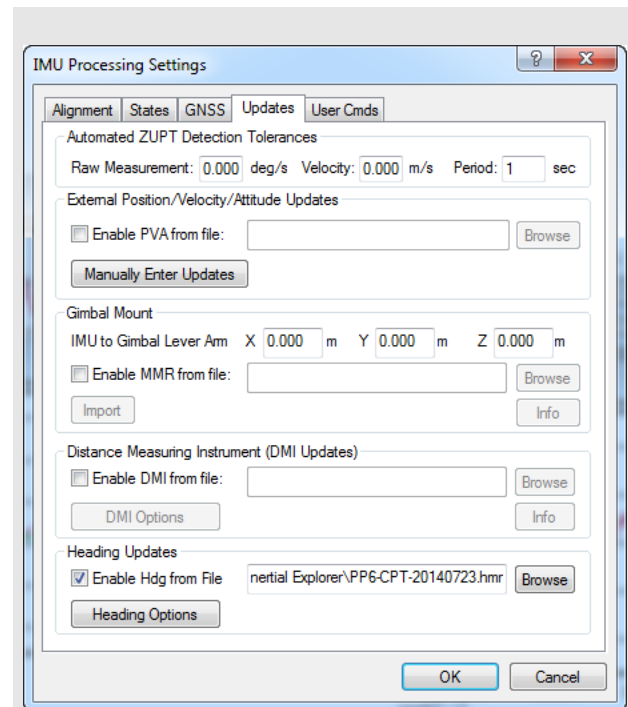 IMU Processing Settings
Alignment States GNSS Updates User Cmds
Automated ZUPT Detection Tolerances
Raw Measurement: 0.000 deg/s Velocity: 0.000 m/s Period: 1 sec
External Position/Velocity/Attitude Updates
Enable PVA from file: Browse
Manually Enter Updates
Gimbal Mount
IMU to Gimbal Lever Arm X 0.000 m Y 0.000 m Z 0.000 m
Enable MMR from file: Browse
Import Info
Distance Measuring Instrument (DMI Updates)
Enable DMI from file: Browse
DMI Options Info
Heading Updates
Enable Hdg from File nertial Explorer\PP6-CPT-20140723.hmr Browse
Heading Options
OK Cancel